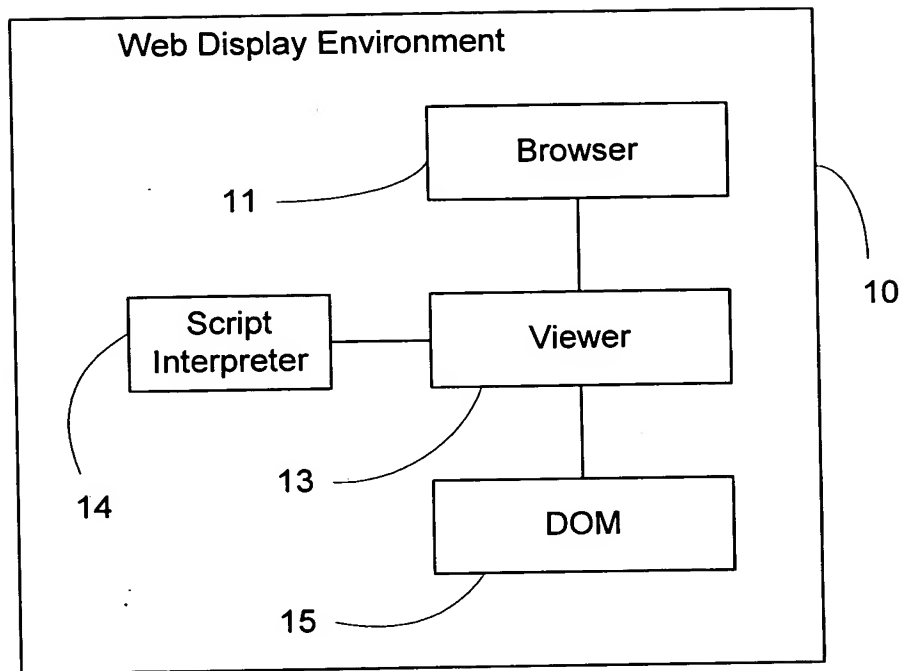 Web Display Environment
Browser
11
10
Script
Interpreter
Viewer
14
13
DOM
15